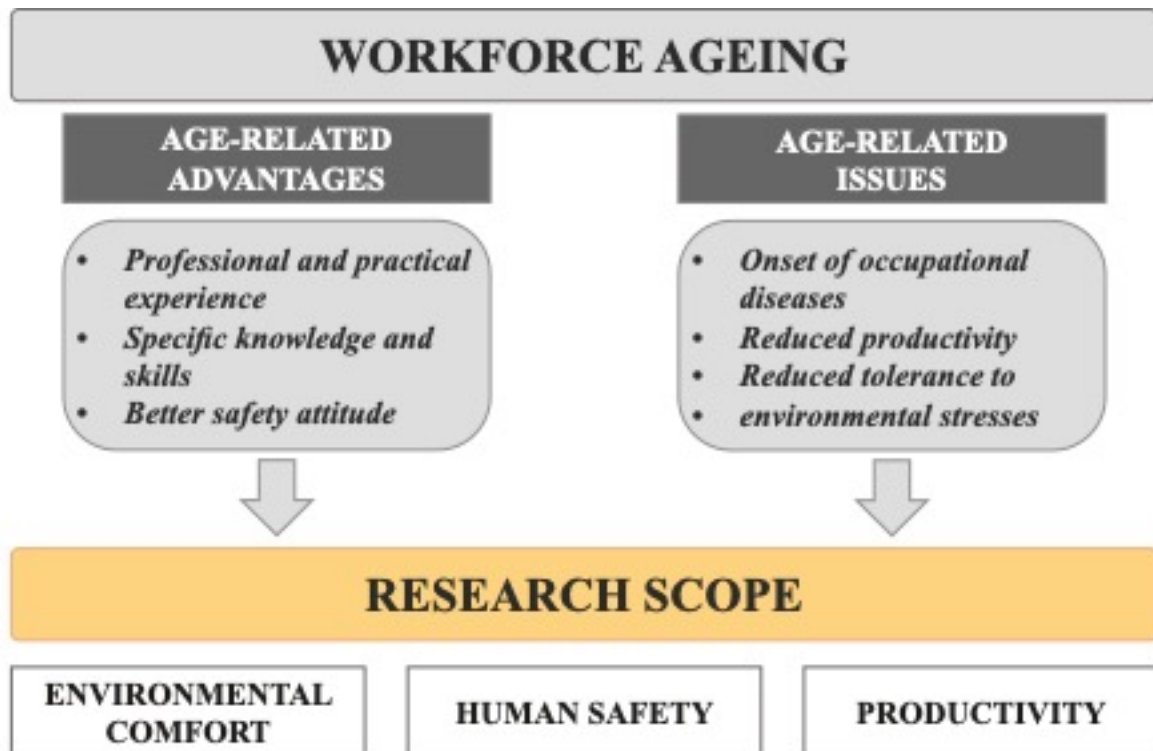 WORKFORCE AGEING
AGE-RELATED
ADVANTAGES
• Professional and practical
experience
• Specific knowledge and
skills
• Better safety attitude
AGE-RELATED
ISSUES
• Onset of occupational
diseases
• Reduced productivity
• Reduced tolerance to
• environmental stresses
RESEARCH SCOPE
ENVIRONMENTAL
COMFORT
HUMAN SAFETY
PRODUCTIVITY